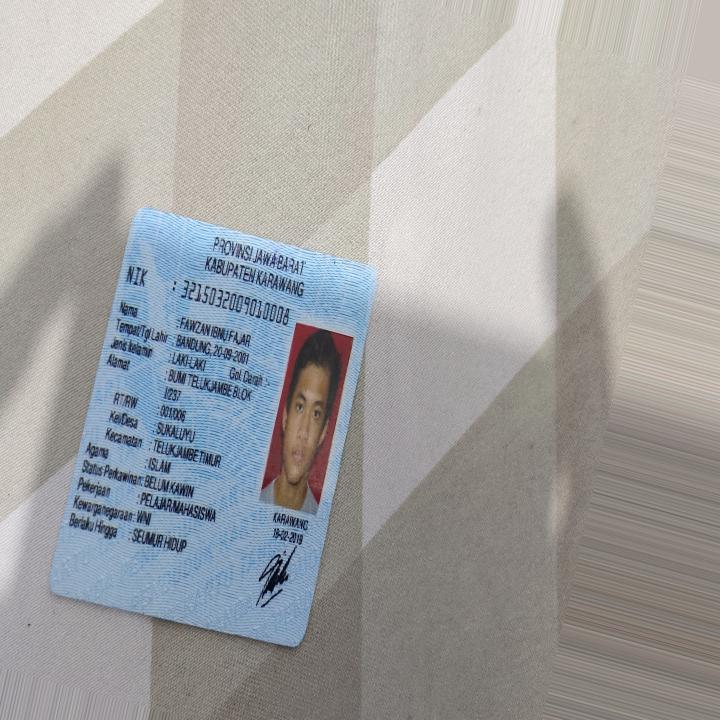 PROVINSI JAWA BARAT
KABUPATEN KARAWANG
NIK : 3215032009010008
Nama : FAWZAN IBNU FAJAR
Tempat/Tgl Lahir : BANDUNG, 20-09-2001
Jenis kelamin : LAKI-LAKI Gol Darah :-
Alamat : BUMI TELUKJAMBE BLOK
I/237
RT/RW : 001/006
Kel/Desa : SUKALUYU
Kecamatan : TELUKJAMBE TIMUR
Agama : ISLAM
Status Perkawinan: BELUM KAWIN
Pekerjaan : PELAJAR/MAHASISWA
Kewarganegaraan: WNI
Berlaku Hingga : SEUMUR HIDUP
KARAWANG
18-02-2019